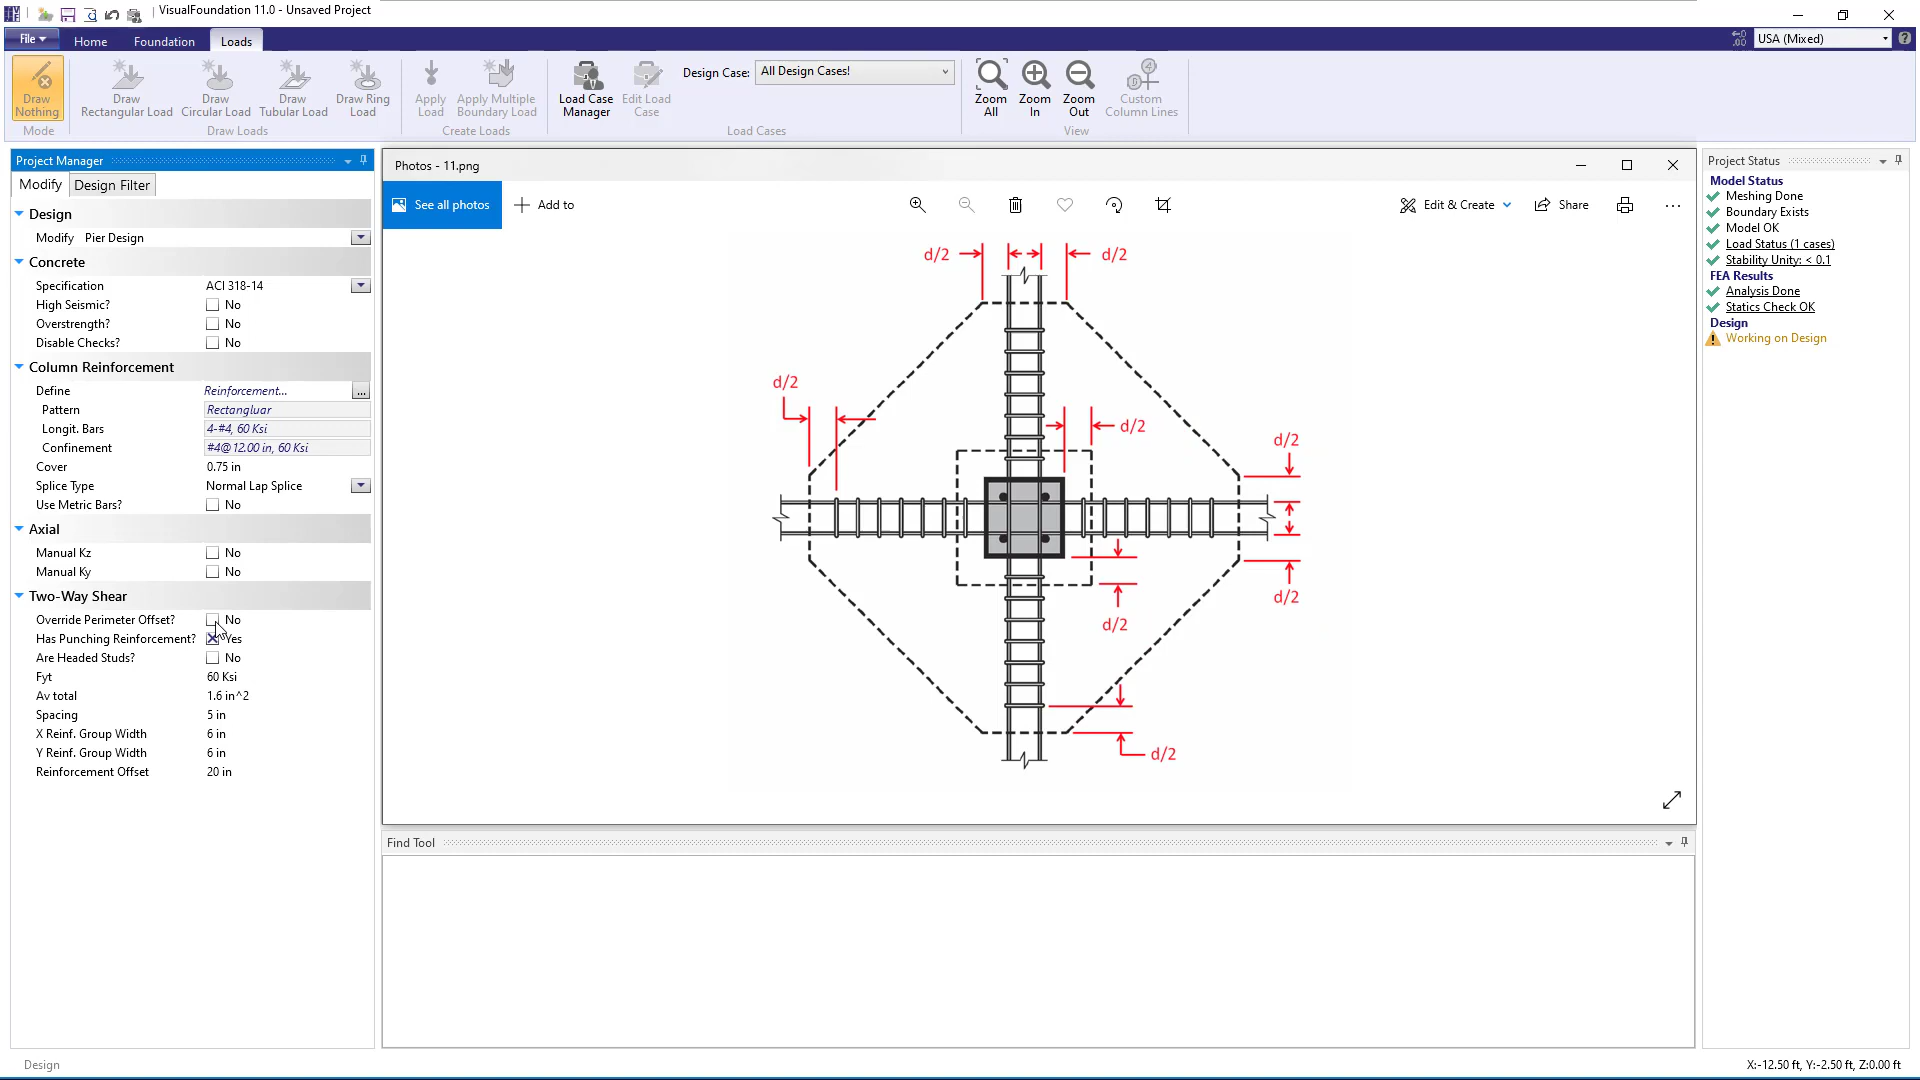 VisualFoundation 11.0 - Unsaved Project
File Home Foundation Loads USA (Mixed)
Draw Nothing
Draw Rectangular Load
Draw Circular Load
Draw Tubular Load
Draw Ring Load
Apply Load
Apply Multiple Boundary Load
Load Case Manager
Edit Load Case
Design Case: All Design Cases!
Zoom All
Zoom In
Zoom Out
Custom Column Lines
Mode Draw Loads Create Loads Load Cases View
Project Manager
Modify Design Filter
Design
Modify Pier Design
Concrete
Specification ACI 318-14
High Seismic? No
Overstrength? No
Disable Checks? No
Column Reinforcement
Define Reinforcement... ...
Pattern Rectangluar
Longit. Bars 4-#4, 60 Ksi
Confinement #4@12.00 in, 60 Ksi
Cover 0.75 in
Splice Type Normal Lap Splice
Use Metric Bars? No
Axial
Manual Kz No
Manual Ky No
Two-Way Shear
Override Perimeter Offset? No
Has Punching Reinforcement? Yes
Are Headed Studs? No
Fyt 60 Ksi
Av total 1.6 in^2
Spacing 5 in
X Reinf. Group Width 6 in
Y Reinf. Group Width 6 in
Reinforcement Offset 20 in
Photos - 11.png
See all photos Add to Edit & Create Share
d/2 d/2
d/2
d/2
d/2
d/2
d/2
d/2
Find Tool
Project Status
Model Status
Meshing Done
Boundary Exists
Model OK
Load Status (1 cases)
Stability Unity: < 0.1
FEA Results
Analysis Done
Statics Check OK
Design
Working on Design
Design
X:-12.50 ft, Y:-2.50 ft, Z:0.00 ft